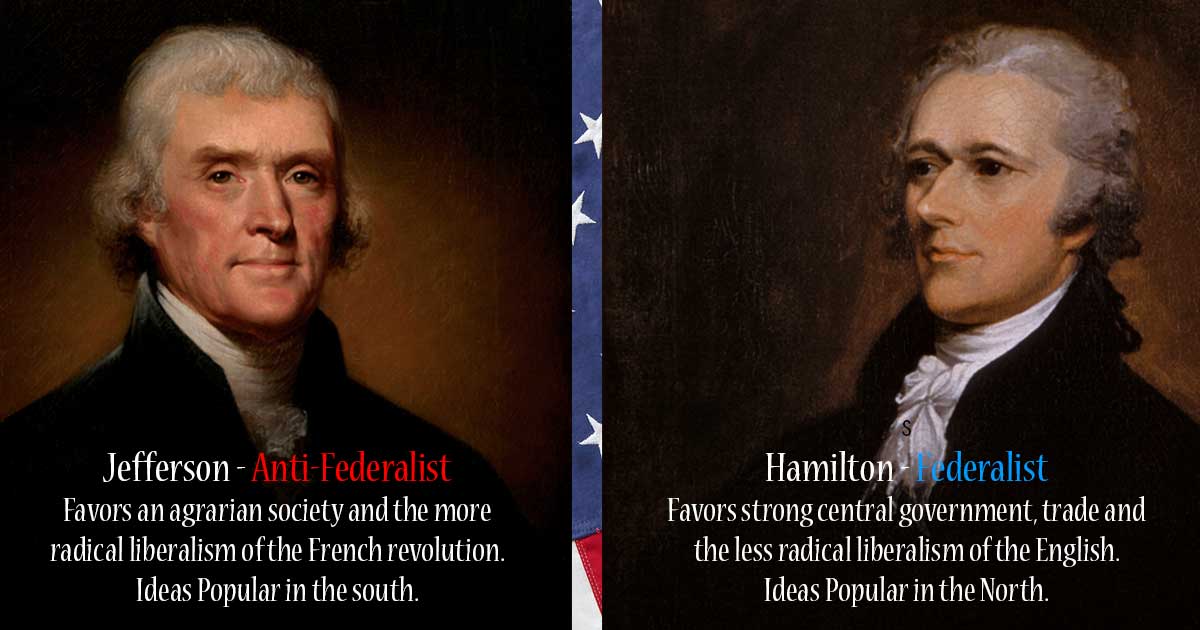 Jefferson - Anti-Federalist
Favors an agrarian society and the more
radical liberalism of the French revolution.
Ideas Popular in the south.
S
Hamilton - Federalist
Favors strong central government, trade and
the less radical liberalism of the English.
Ideas Popular in the North.